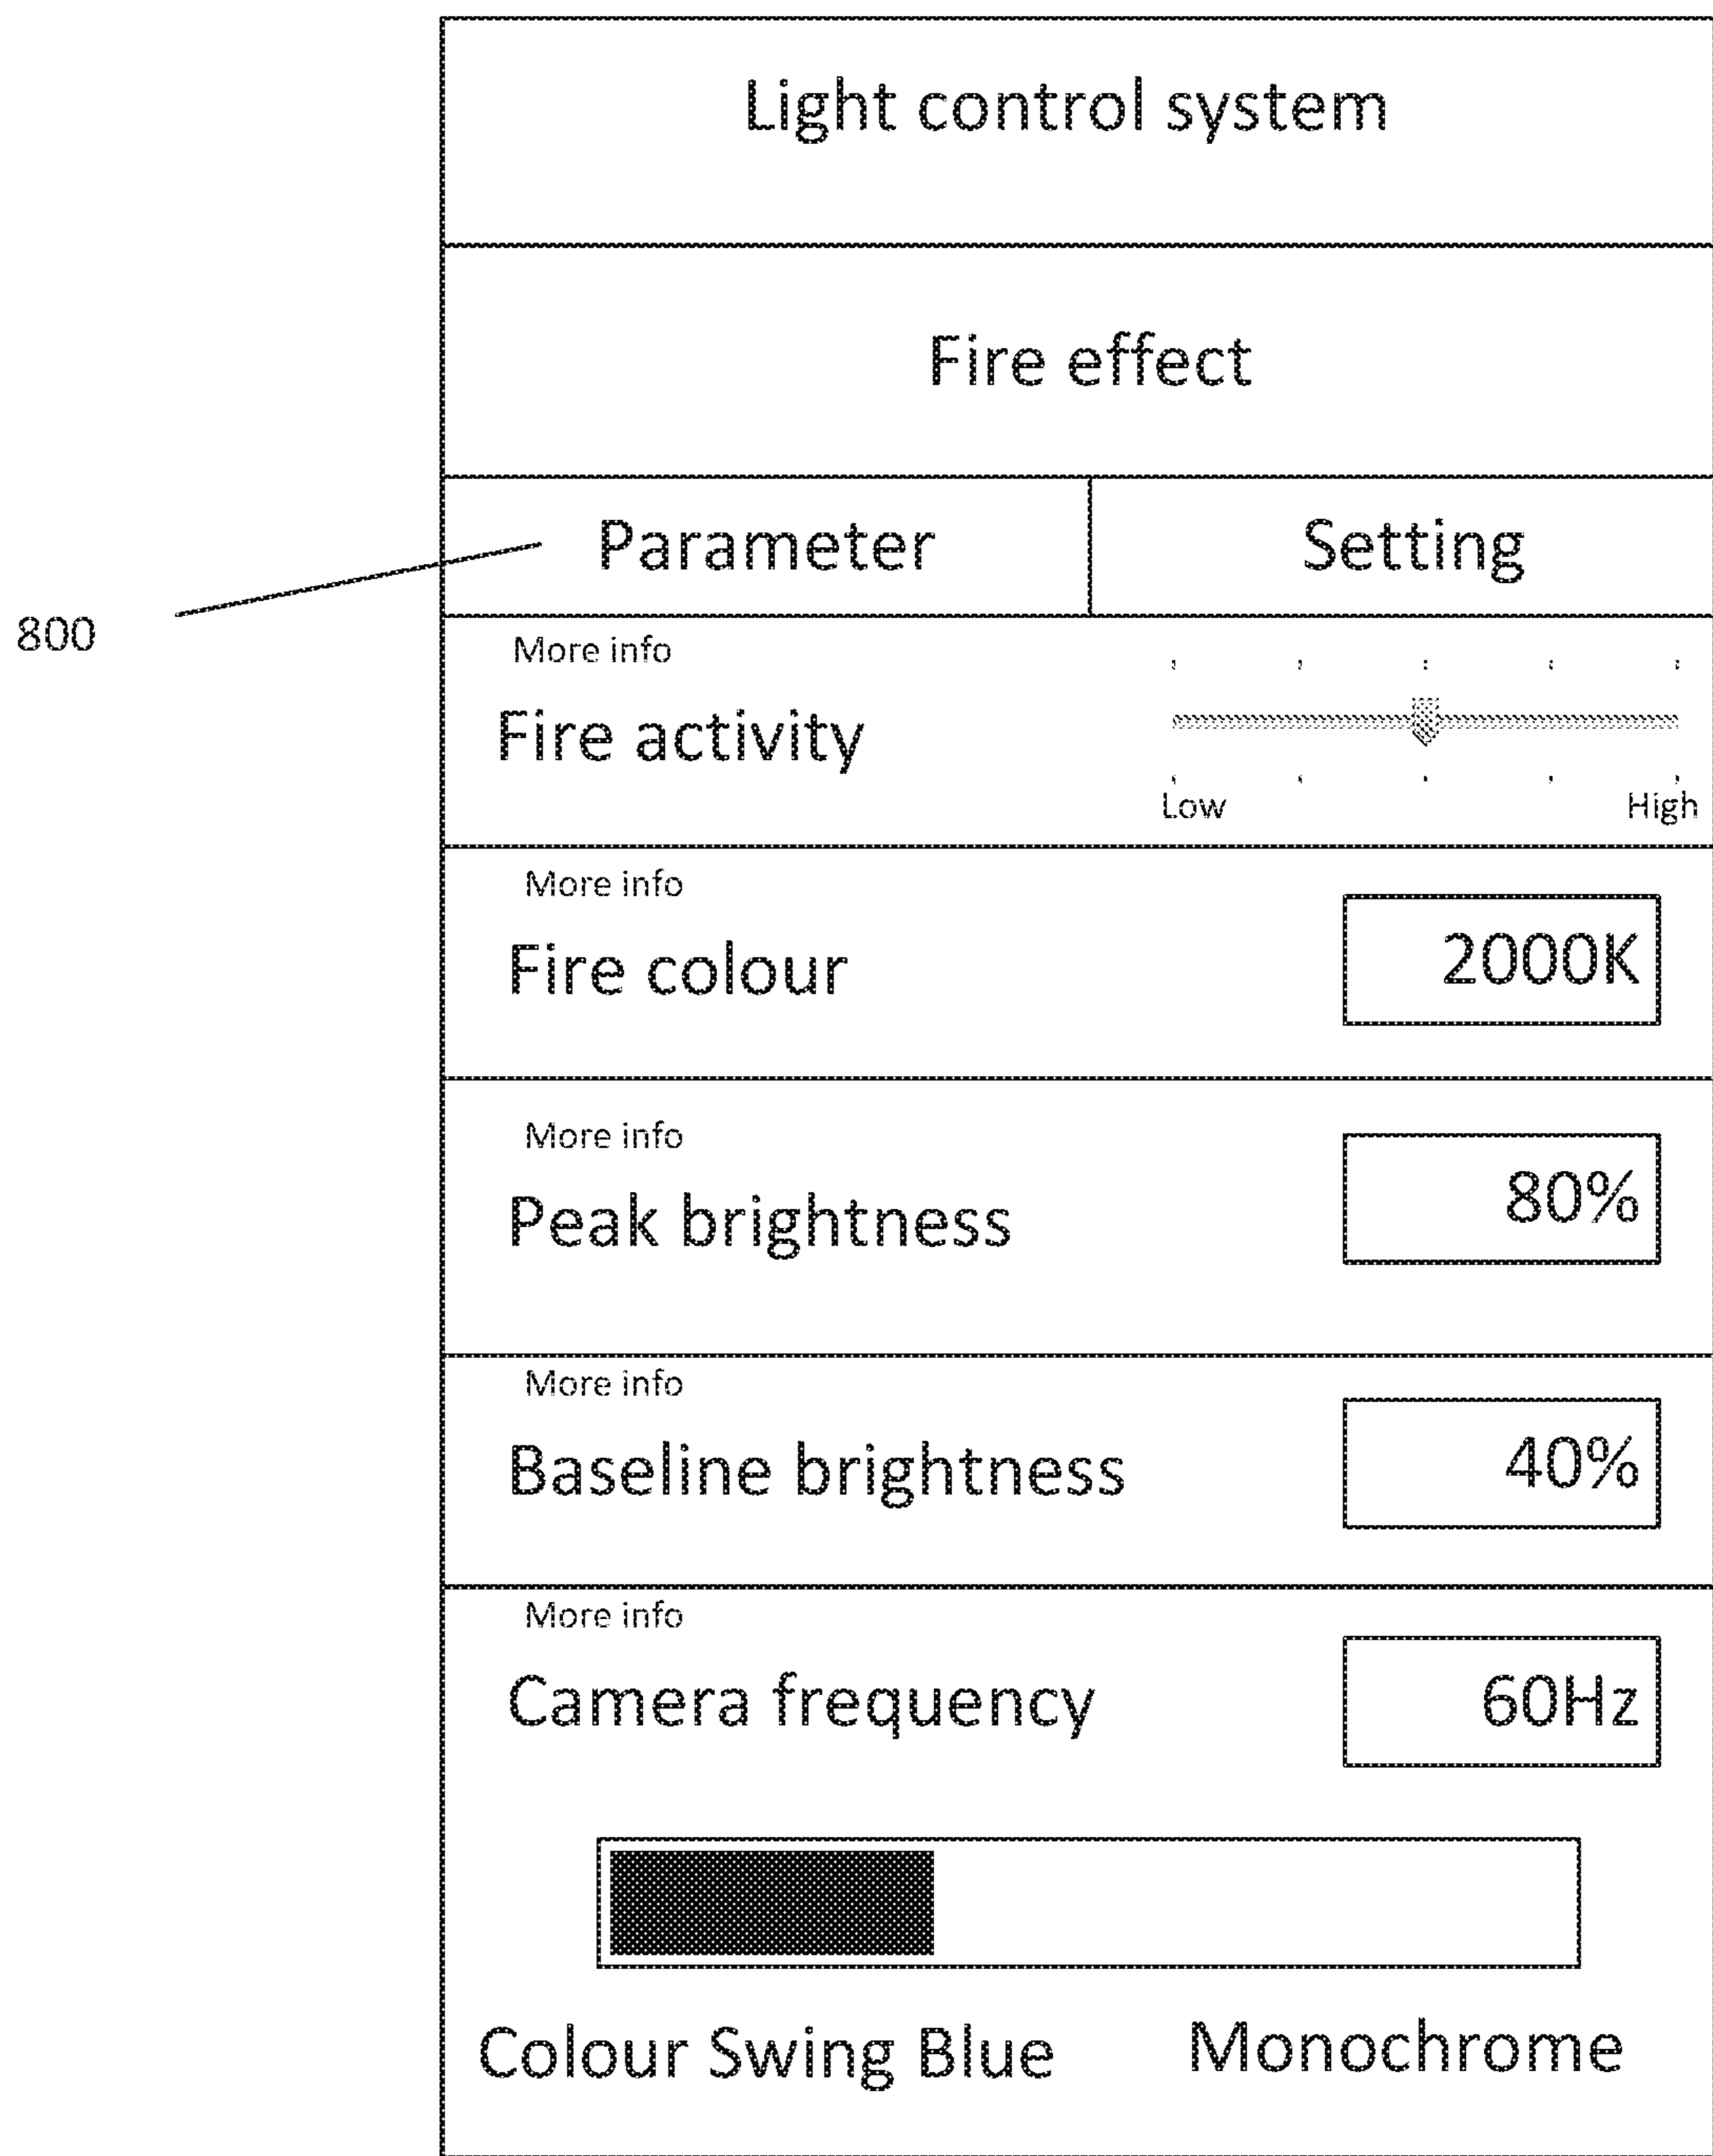 Light control system
Fire effect
Parameter Setting
800
More info
Fire activity
Low High
More info
Fire colour 2000K
More info
Peak brightness 80%
More info
Baseline brightness 40%
More info
Camera frequency 60Hz
Colour Swing Blue Monochrome